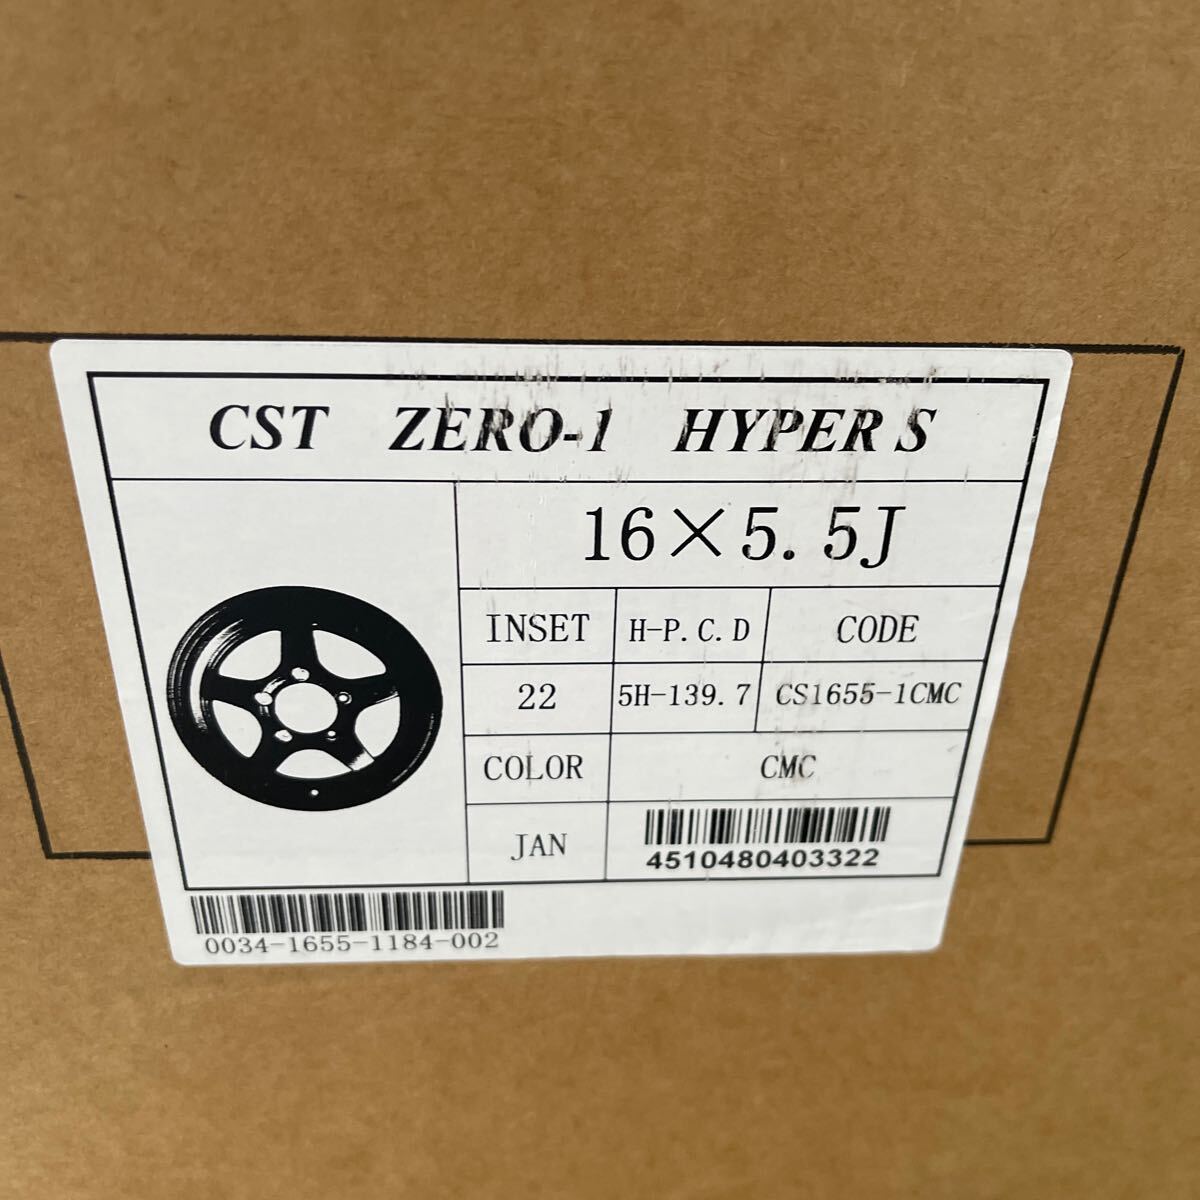 CST ZERO-1 HYPER S
16×5.5J
INSET H-P.C.D CODE
22 5H-139.7 CS1655-1CMC
COLOR CMC
JAN
4510480403322
0034-1655-1184-002